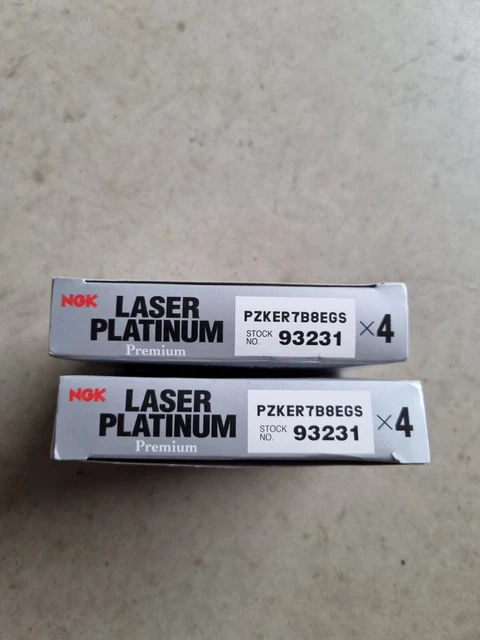 NGK
LASER
PLATINUM
Premium
PZKER7B8EGS
STOCK
NO.
93231
×4
NGK
LASER
PLATINUM
Premium
PZKER7B8EGS
STOCK
NO.
93231
×4